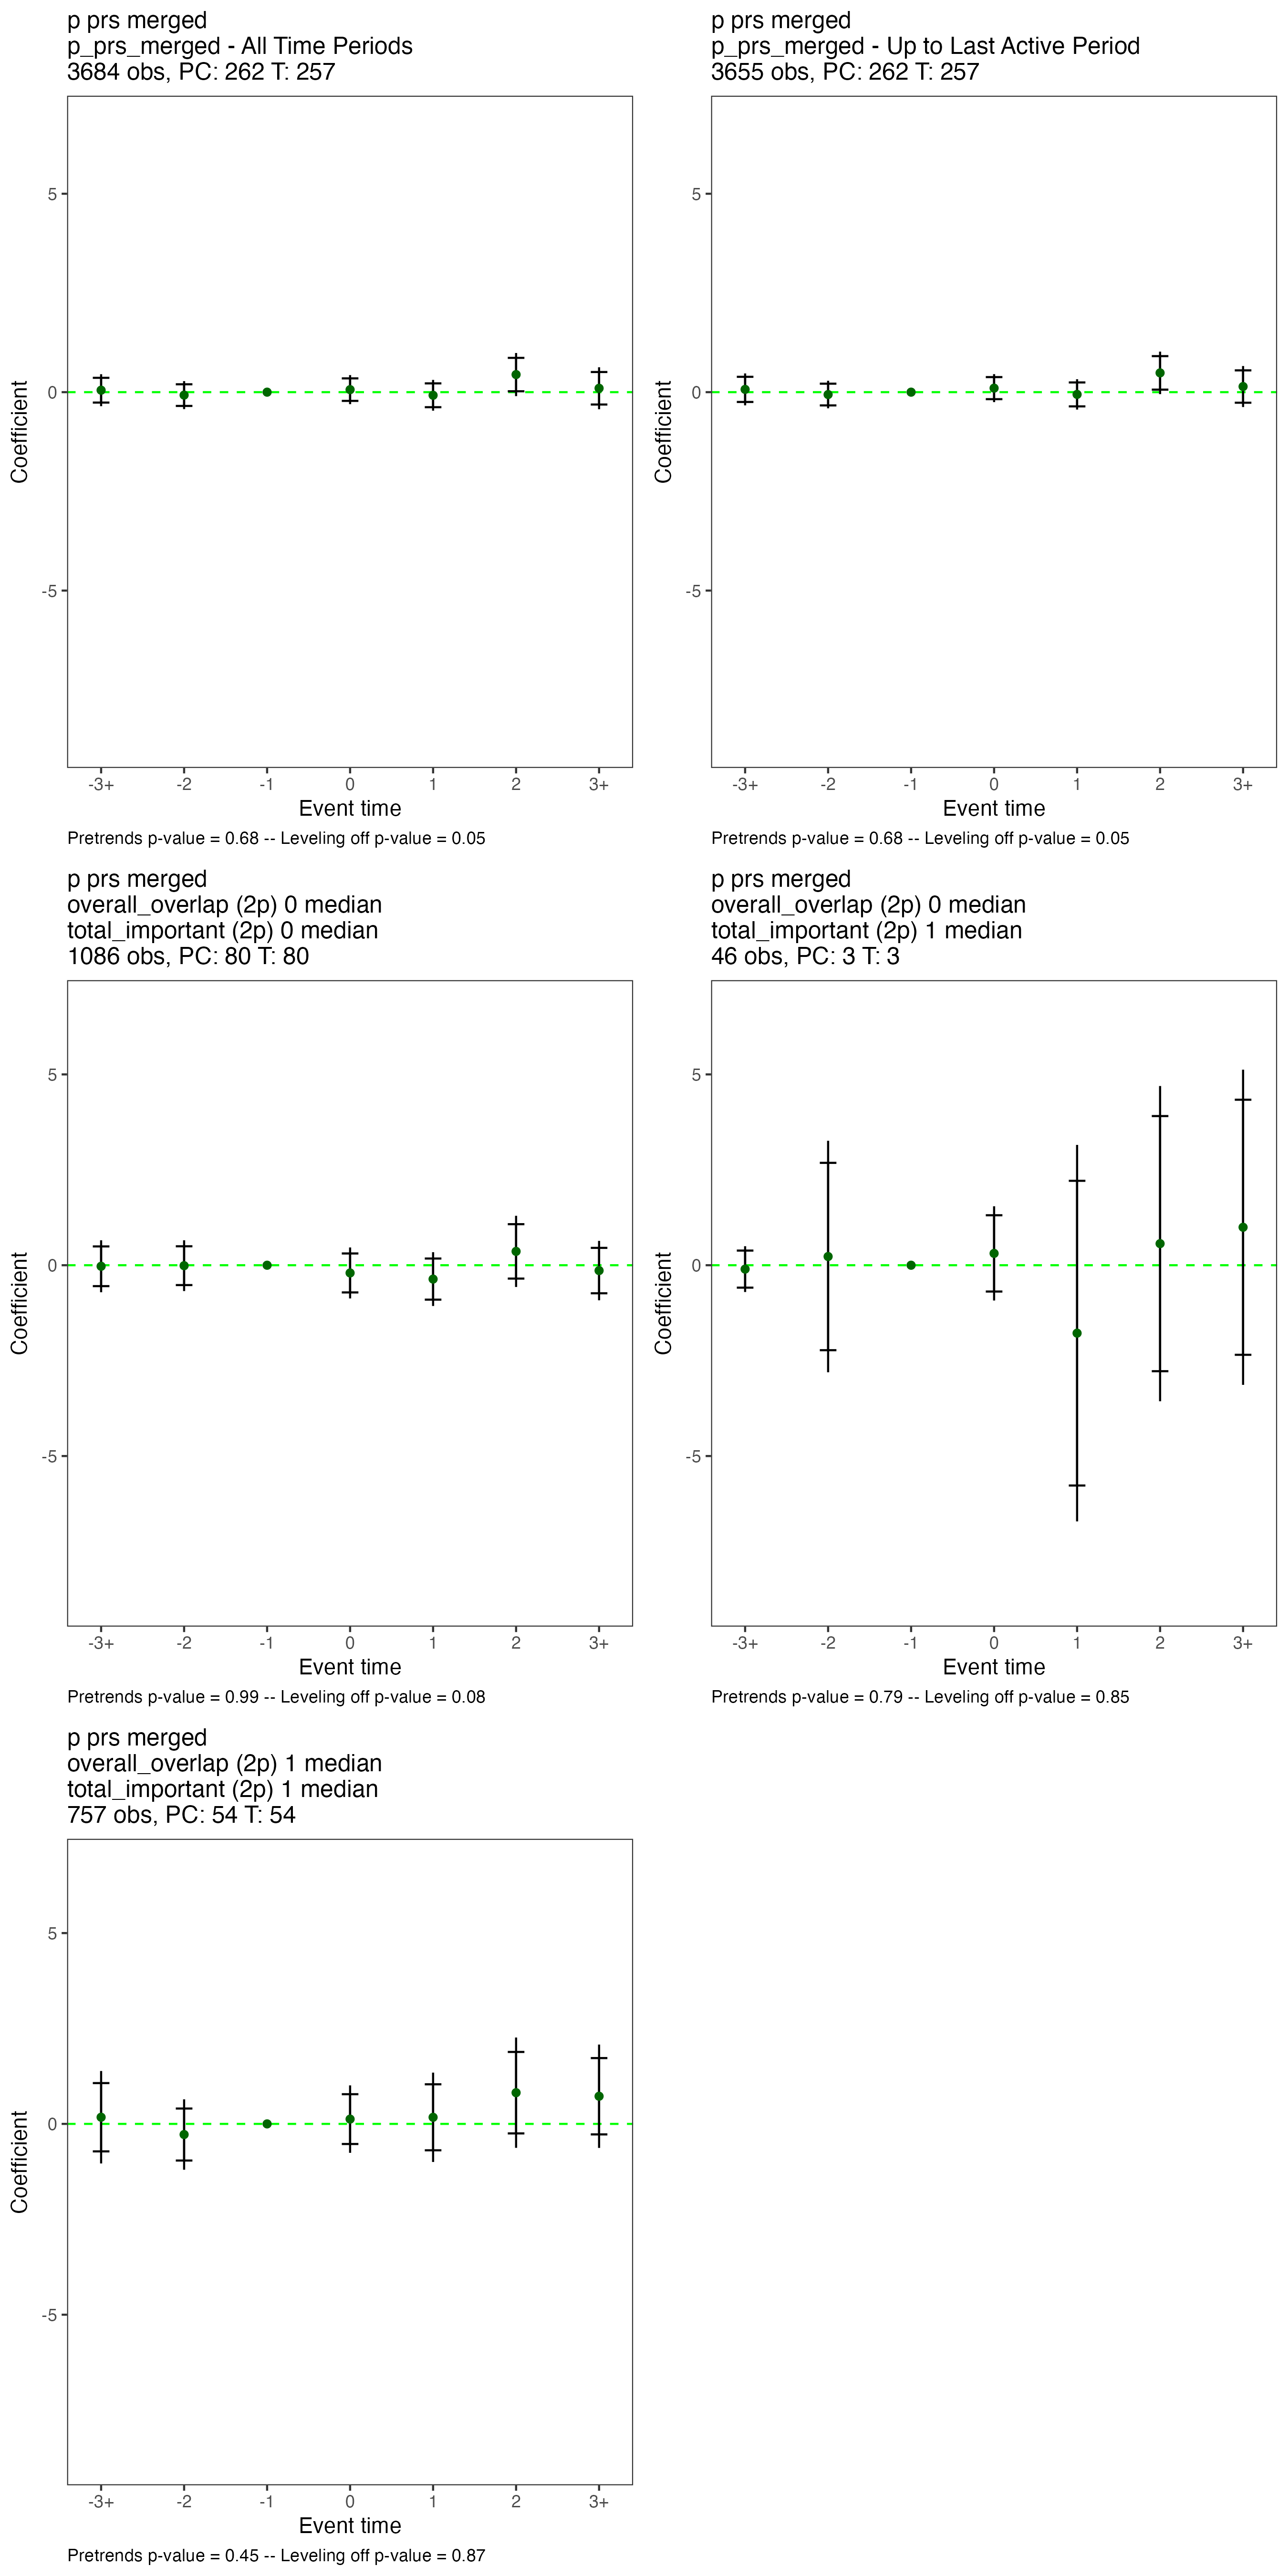 p prs merged
p_prs_merged - All Time Periods
3684 obs, PC: 262 T: 257
5
0
-5
Coefficient
-3+ -2 -1 0 1 2 3+
Event time
Pretrends p-value = 0.68 -- Leveling off p-value = 0.05
p prs merged
p_prs_merged - Up to Last Active Period
3655 obs, PC: 262 T: 257
5
0
-5
Coefficient
-3+ -2 -1 0 1 2 3+
Event time
Pretrends p-value = 0.68 -- Leveling off p-value = 0.05
p prs merged
overall_overlap (2p) 0 median
total_important (2p) 0 median
1086 obs, PC: 80 T: 80
5
0
-5
Coefficient
-3+ -2 -1 0 1 2 3+
Event time
Pretrends p-value = 0.99 -- Leveling off p-value = 0.08
p prs merged
overall_overlap (2p) 0 median
total_important (2p) 1 median
46 obs, PC: 3 T: 3
5
0
-5
Coefficient
-3+ -2 -1 0 1 2 3+
Event time
Pretrends p-value = 0.79 -- Leveling off p-value = 0.85
p prs merged
overall_overlap (2p) 1 median
total_important (2p) 1 median
757 obs, PC: 54 T: 54
5
0
-5
Coefficient
-3+ -2 -1 0 1 2 3+
Event time
Pretrends p-value = 0.45 -- Leveling off p-value = 0.87